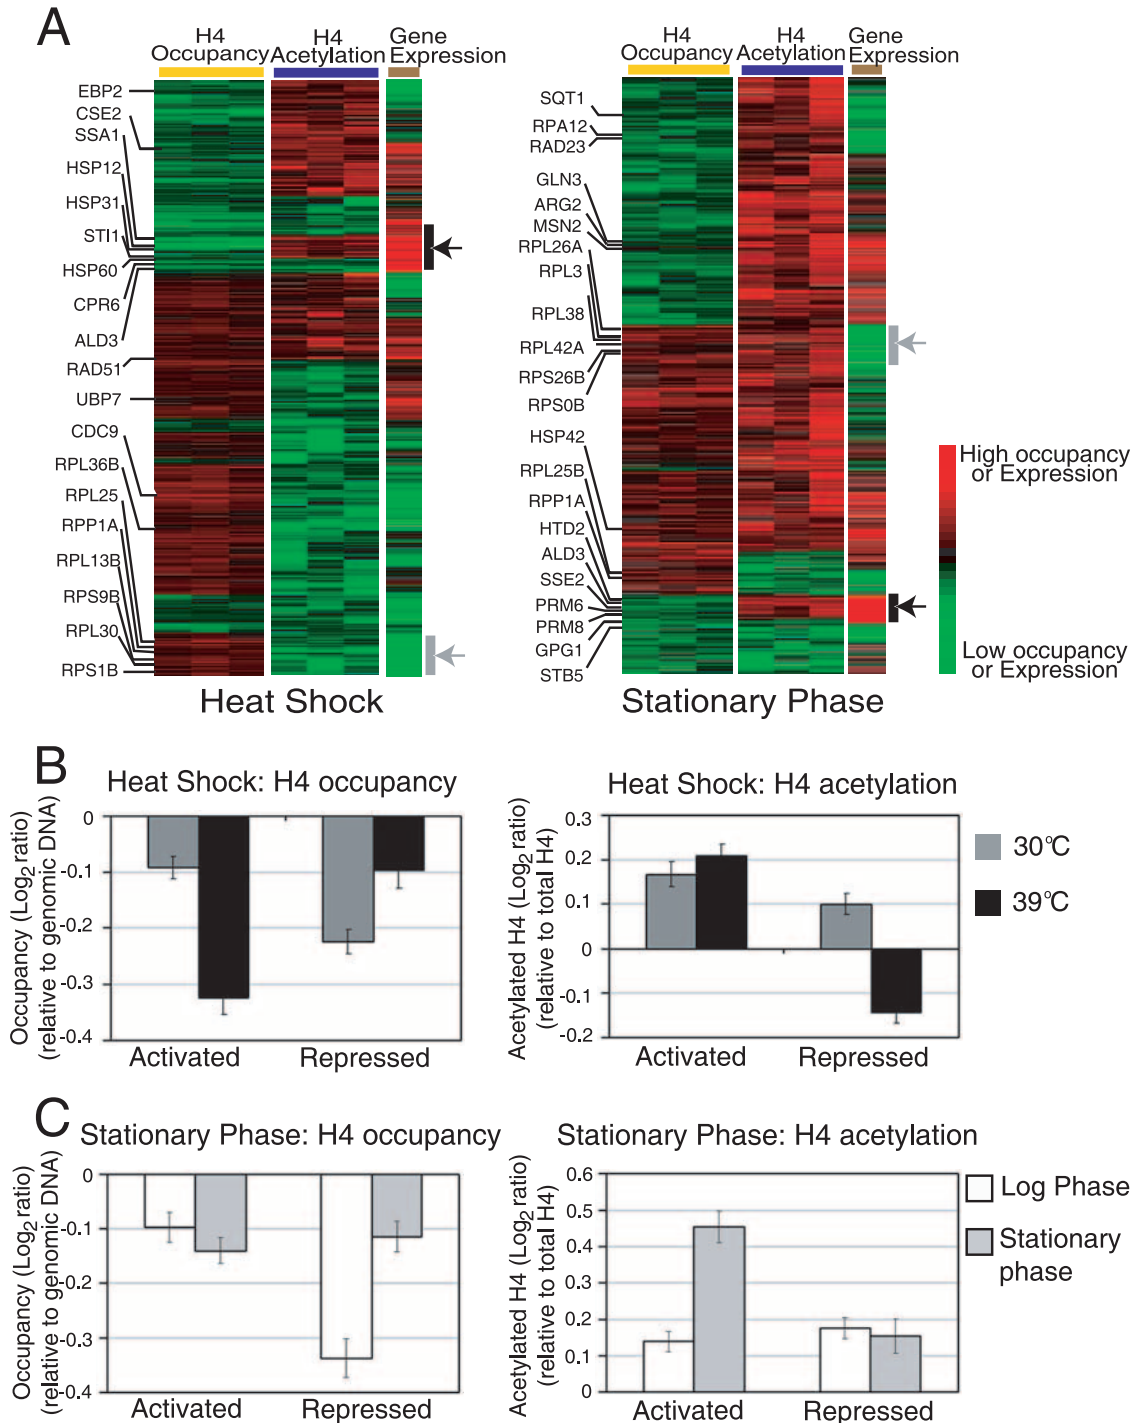 A
H4 Occupancy
H4 Acetylation
Gene Expression
EBP2
CSE2
SSA1
HSP12
HSP31
STI1
HSP60
CPR6
ALD3
RAD51
UBP7
CDC9
RPL36B
RPL25
RPP1A
RPL13B
RPS9B
RPL30
RPS1B
Heat Shock
H4 Occupancy
H4 Acetylation
Gene Expression
SQT1
RPA12
RAD23
GLN3
ARG2
MSN2
RPL26A
RPL3
RPL38
RPL42A
RPS26B
RPS0B
HSP42
RPL25B
RPP1A
HTD2
ALD3
SSE2
PRM6
PRM8
GPG1
STB5
Stationary Phase
High occupancy
or Expression
Low occupancy
or Expression
B
Heat Shock: H4 occupancy
Occupancy (Log2 ratio)
(relative to genomic DNA)
0
-0.1
-0.2
-0.3
-0.4
Activated
Repressed
Heat Shock: H4 acetylation
Acetylated H4 (Log2 ratio)
(relative to total H4)
0.3
0.2
0.1
0
-0.1
-0.2
Activated
Repressed
30°C
39°C
C
Stationary Phase: H4 occupancy
Occupancy (Log2 ratio)
(relative to genomic DNA)
0
-0.1
-0.2
-0.3
-0.4
Activated
Repressed
Stationary Phase: H4 acetylation
Acetylated H4 (Log2 ratio)
(relative to total H4)
0.6
0.5
0.4
0.3
0.2
0.1
0
Activated
Repressed
Log Phase
Stationary
phase